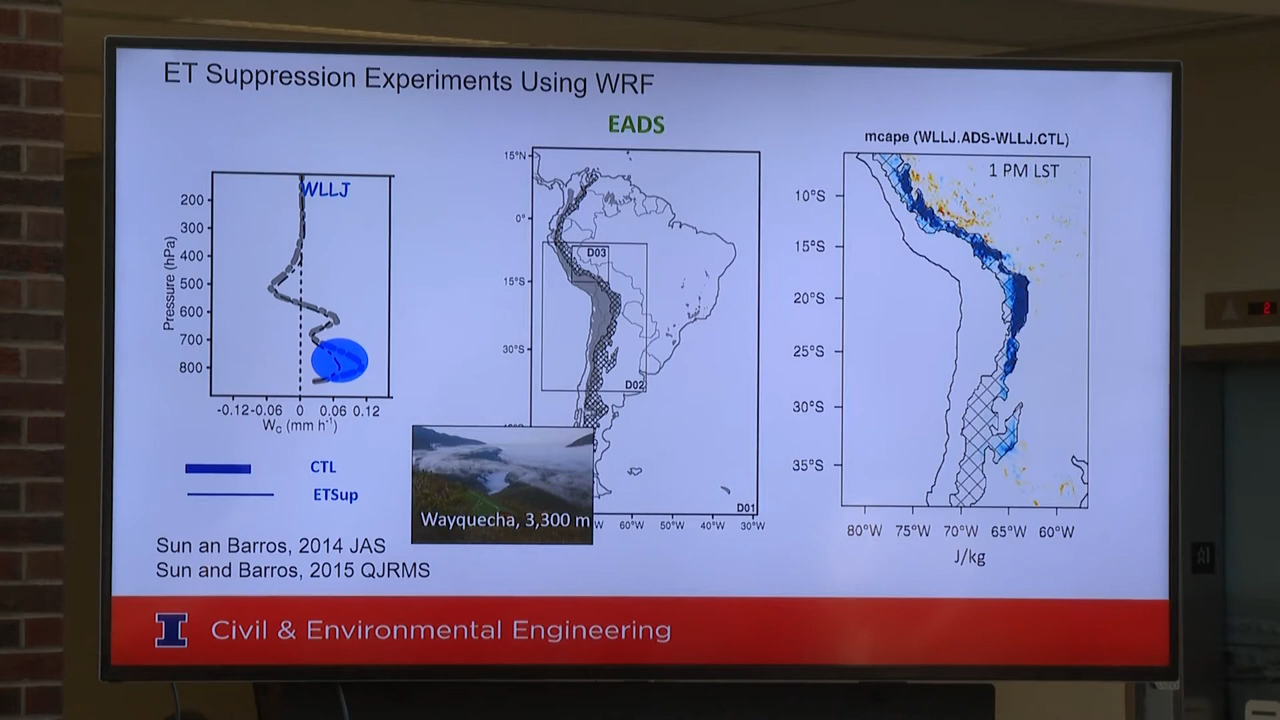 ET Suppression Experiments Using WRF
EADS
mcape (WLLJ.ADS-WLLJ.CTL)
1 PM LST
WLLJ
200
300
400
500
600
700
800
Pressure (hPa)
-0.12
-0.06
0
0.06
0.12
Wc (mm h-1)
CTL
ETSup
15°N
0°
15°S
30°S
D03
D02
D01
60°W
50°W
40°W
30°W
Wayquecha, 3,300 m
10°S
15°S
20°S
25°S
30°S
35°S
80°W
75°W
70°W
65°W
60°W
J/kg
Sun an Barros, 2014 JAS
Sun and Barros, 2015 QJRMS
I Civil & Environmental Engineering
2